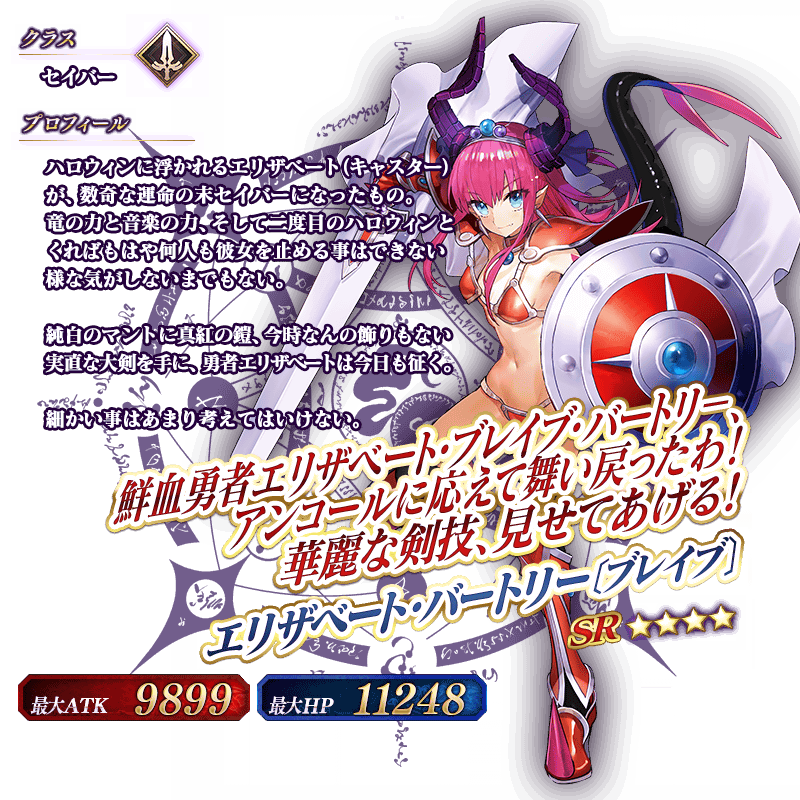 クラス
セイバー
プロフィール
ハロウィンに浮かれるエリザベート（キャスター）
が、数奇な運命の末セイバーになったもの。
竜の力と音楽の力、そして二度目のハロウィンと
くればもはや何人も彼女を止める事はできない
様な気がしないまでもない。
純白のマントに真紅の鎧、今時なんの飾りもない
実直な大剣を手に、勇者エリザベートは今日も征く。
細かい事はあまり考えてはいけない。
鮮血勇者エリザベート・ブレイブ・バートリー、
アンコールに応えて舞い戻ったわ！
華麗な剣技、見せてあげる！
エリザベート・バートリー〔ブレイブ〕
SR ★★★★
最大ATK 9899
最大HP 11248